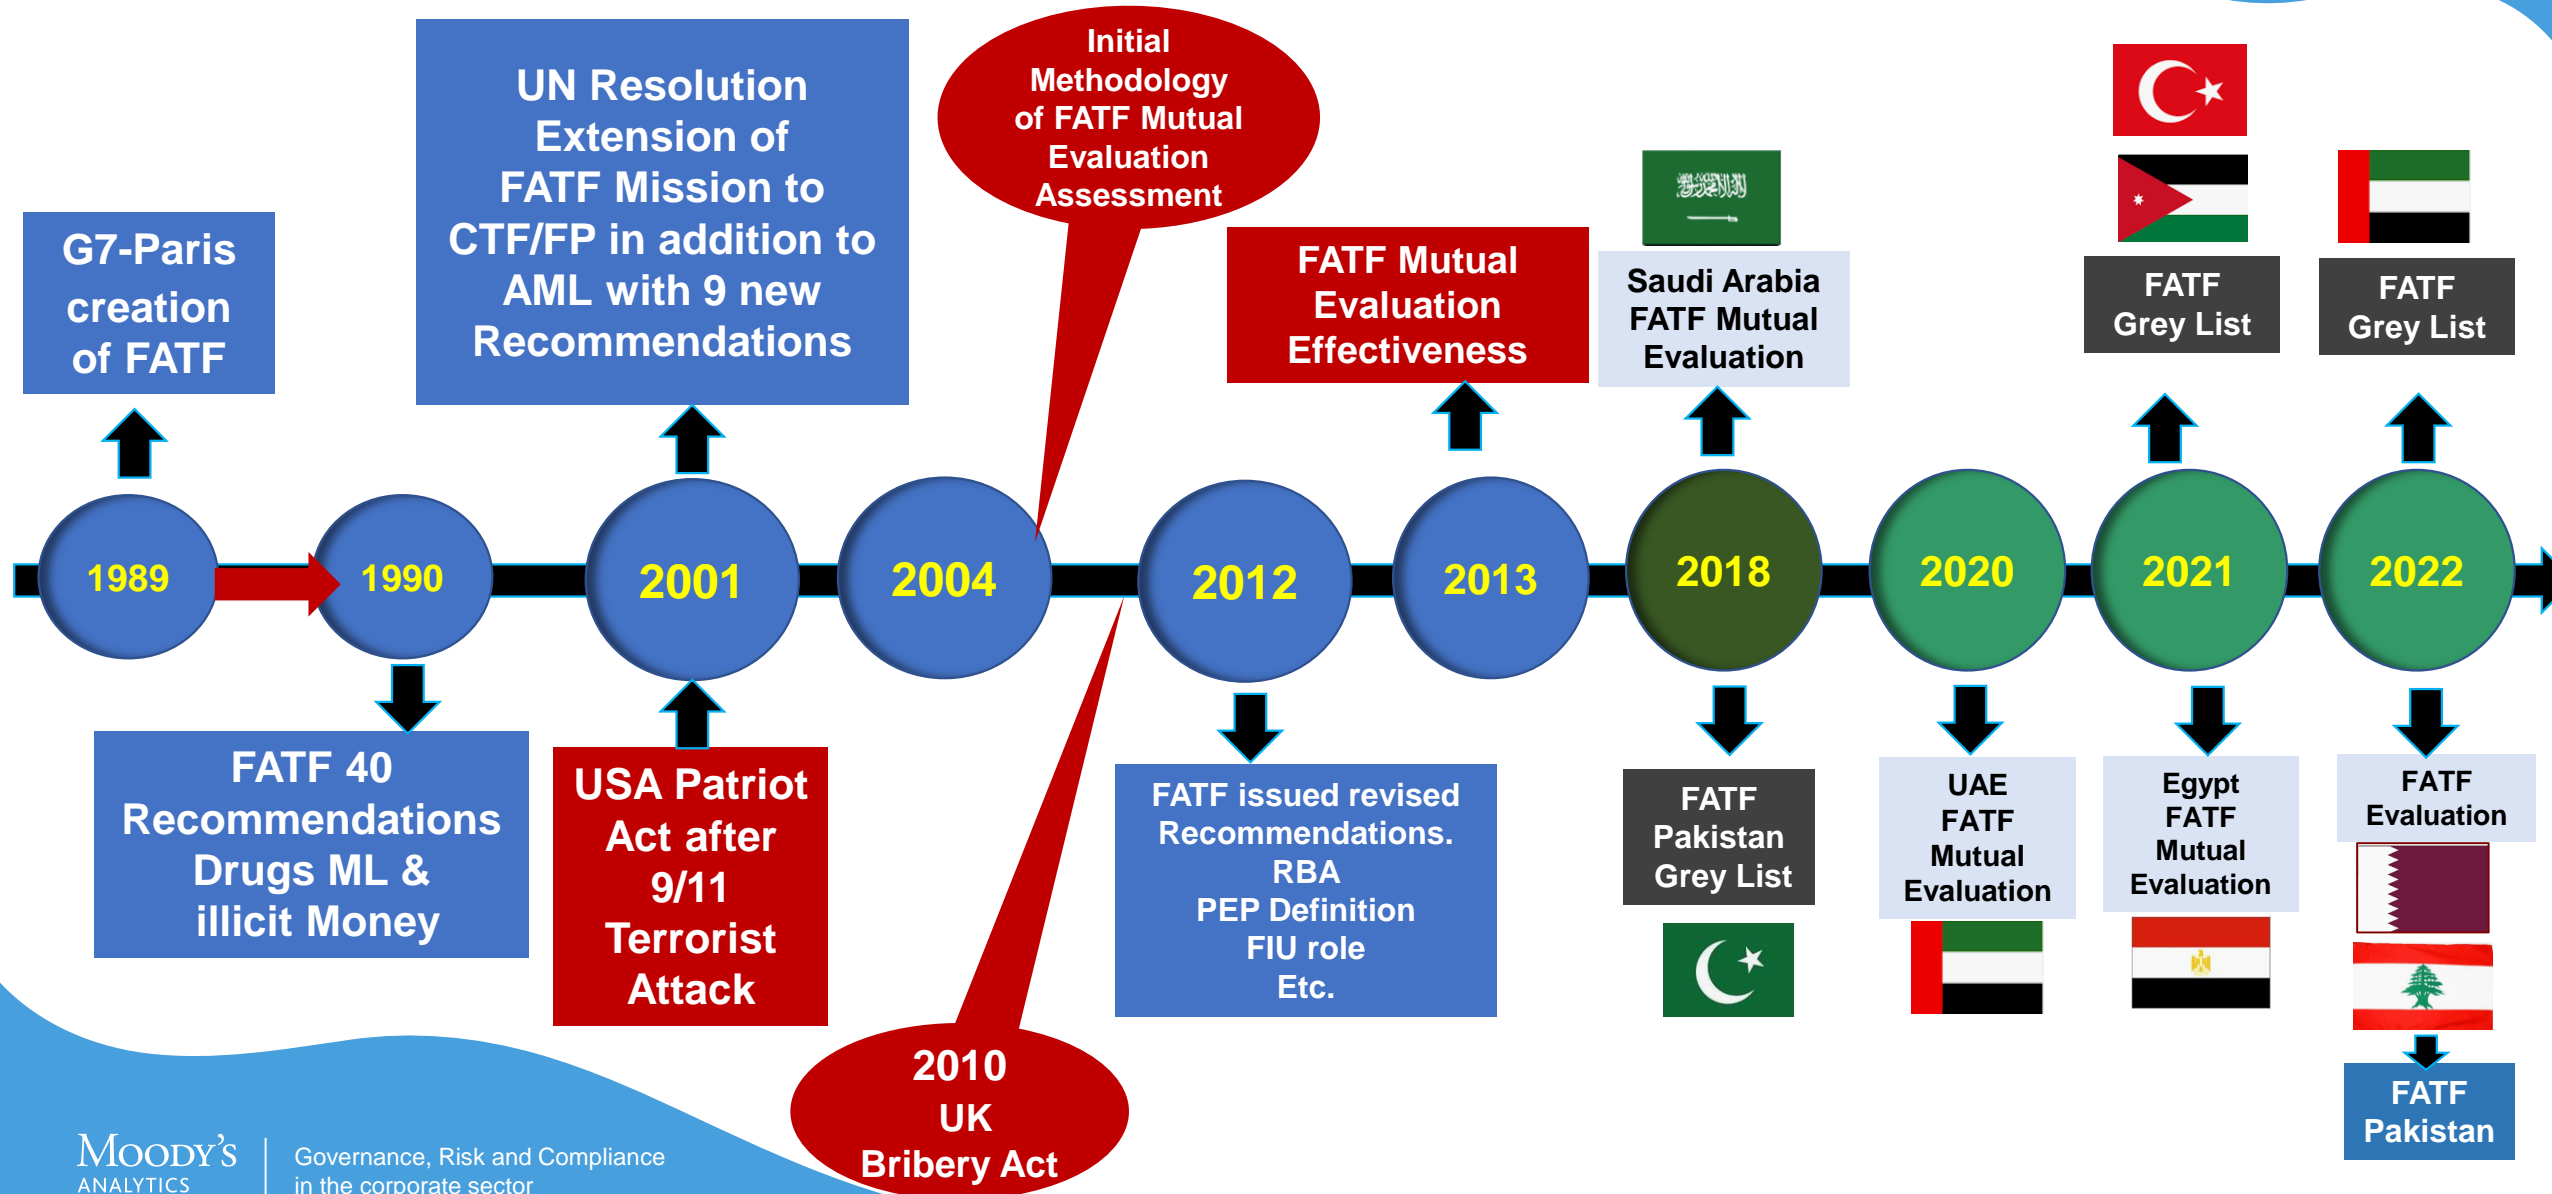 G7-Paris
creation
of FATF
UN Resolution
Extension of
FATF Mission to
CTF/FP in addition to
AML with 9 new
Recommendations
Initial
Methodology
of FATF Mutual
Evaluation
Assessment
FATF Mutual
Evaluation
Effectiveness
Saudi Arabia
FATF Mutual
Evaluation
FATF
Grey List
FATF
Grey List
1989
1990
2001
2004
2012
2013
2018
2020
2021
2022
FATF 40
Recommendations
Drugs ML &
illicit Money
USA Patriot
Act after
9/11
Terrorist
Attack
2010
UK
Bribery Act
FATF issued revised
Recommendations.
RBA
PEP Definition
FIU role
Etc.
FATF
Pakistan
Grey List
UAE
FATF
Mutual
Evaluation
Egypt
FATF
Mutual
Evaluation
FATF
Evaluation
FATF
Pakistan
MOODY'S
ANALYTICS
Governance, Risk and Compliance
in the corporate sector